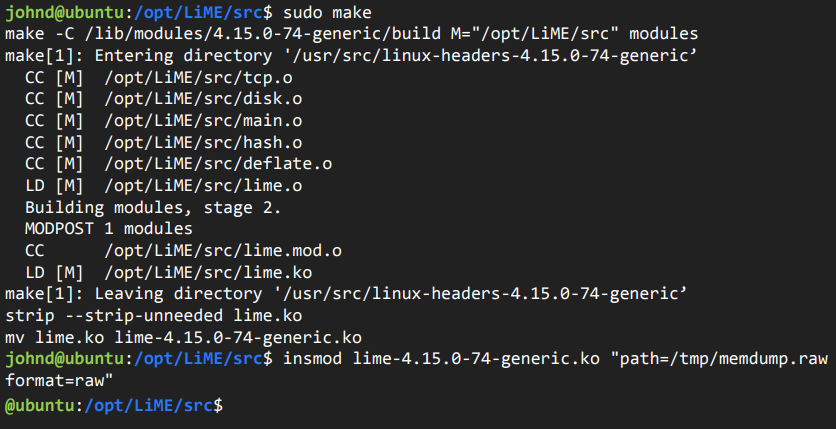 johnd@ubuntu:/opt/LiME/src$ sudo make
make -C /lib/modules/4.15.0-74-generic/build M="/opt/LiME/src" modules
make[1]: Entering directory '/usr/src/linux-headers-4.15.0-74-generic’
CC [M]  /opt/LiME/src/tcp.o
CC [M]  /opt/LiME/src/disk.o
CC [M]  /opt/LiME/src/main.o
CC [M]  /opt/LiME/src/hash.o
CC [M]  /opt/LiME/src/deflate.o
LD [M]  /opt/LiME/src/lime.o
Building modules, stage 2.
MODPOST 1 modules
CC      /opt/LiME/src/lime.mod.o
LD [M]  /opt/LiME/src/lime.ko
make[1]: Leaving directory '/usr/src/linux-headers-4.15.0-74-generic’
strip --strip-unneeded lime.ko
mv lime.ko lime-4.15.0-74-generic.ko
johnd@ubuntu:/opt/LiME/src$ insmod lime-4.15.0-74-generic.ko "path=/tmp/memdump.raw
format=raw"
@ubuntu:/opt/LiME/src$